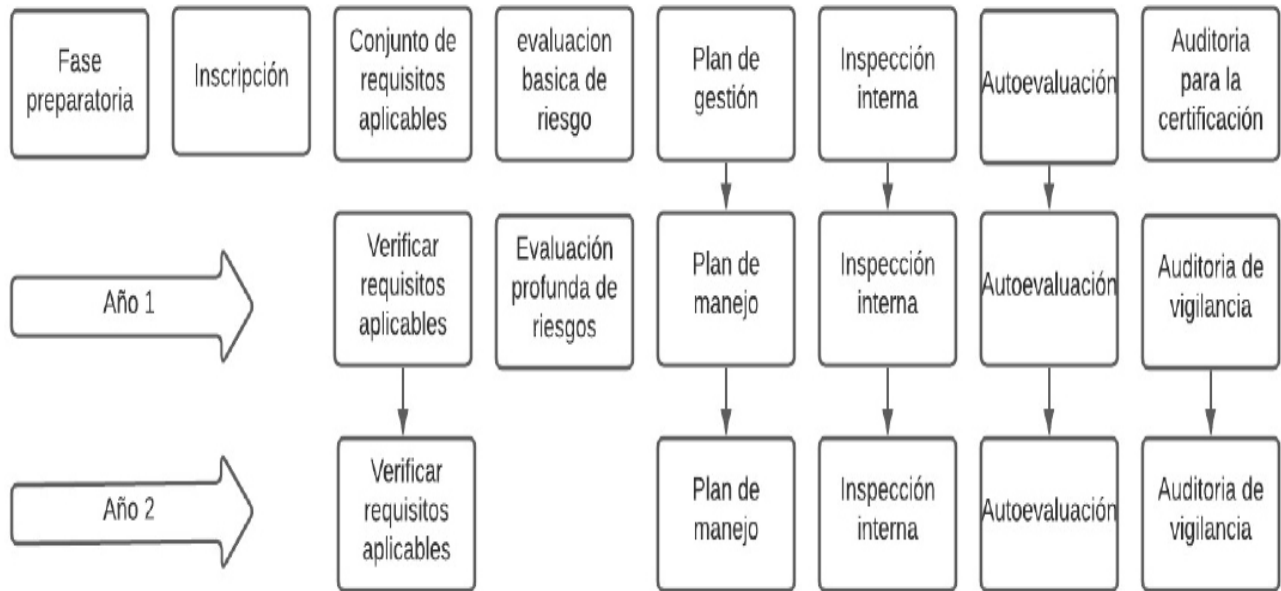 Fase
preparatoria
Inscripción
Conjunto de
requisitos
aplicables
evaluacion
basica de
riesgo
Plan de
gestión
Inspección
interna
Autoevaluación
Auditoria
para la
certificación
Año 1
Verificar
requisitos
aplicables
Evaluación
profunda de
riesgos
Plan de
manejo
Inspección
interna
Autoevaluación
Auditoria de
vigilancia
Año 2
Verificar
requisitos
aplicables
Plan de
manejo
Inspección
interna
Autoevaluación
Auditoria de
vigilancia